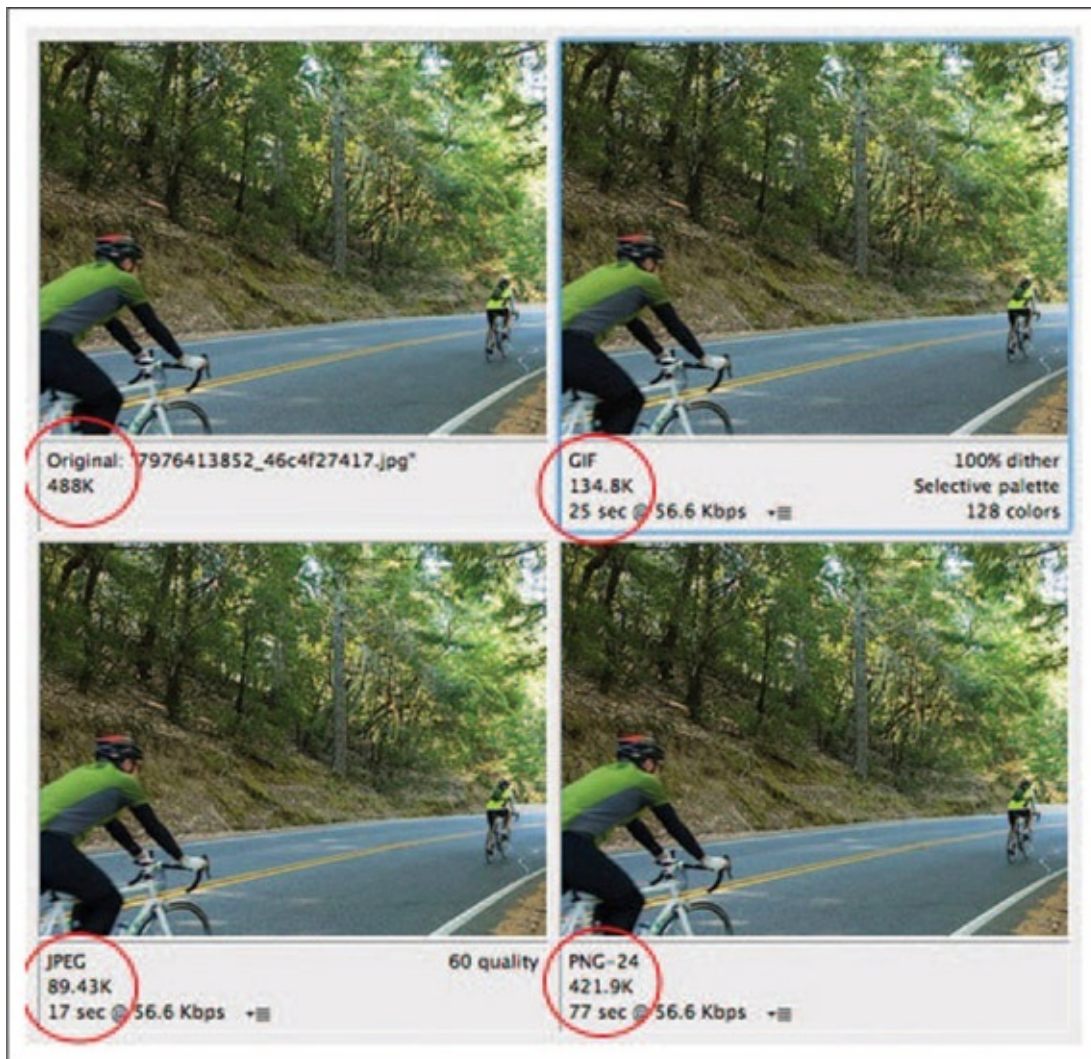 Original: "7976413852_46c4f27417.jpg"
488K
GIF
134.8K
25 sec @ 56.6 Kbps
100% dither
Selective palette
128 colors
JPEG
89.43K
17 sec @ 56.6 Kbps
60 quality
PNG-24
421.9K
77 sec @ 56.6 Kbps